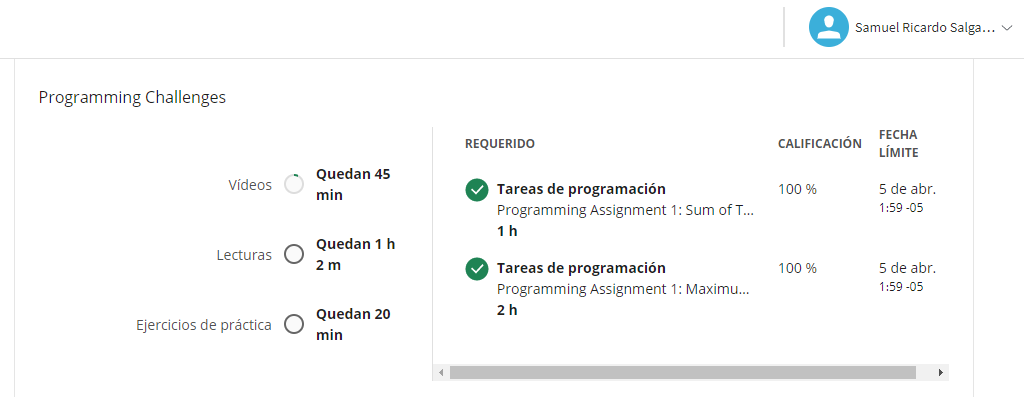 Samuel Ricardo Salga...
Programming Challenges
Vídeos
Quedan 45
min
Lecturas
Quedan 1 h
2 m
Ejercicios de práctica
Quedan 20
min
REQUERIDO
CALIFICACIÓN
FECHA
LÍMITE
Tareas de programación
100 %
5 de abr.
Programming Assignment 1: Sum of T...
1:59 -05
1 h
Tareas de programación
100 %
5 de abr.
Programming Assignment 1: Maximu...
1:59 -05
2 h